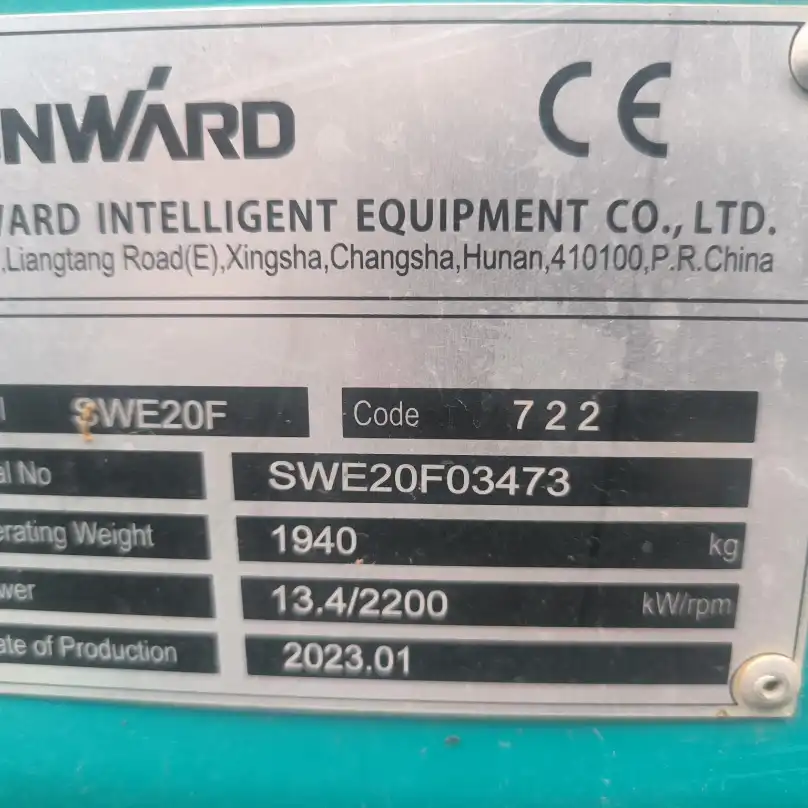 NWARD CE
WARD INTELLIGENT EQUIPMENT CO., LTD.
,Liangtang Road(E),Xingsha,Changsha,Hunan,410100,P.R.China
SWE20F Code 722
al No SWE20F03473
erating Weight 1940 kg
wer 13.4/2200 kW/rpm
ate of Production 2023.01